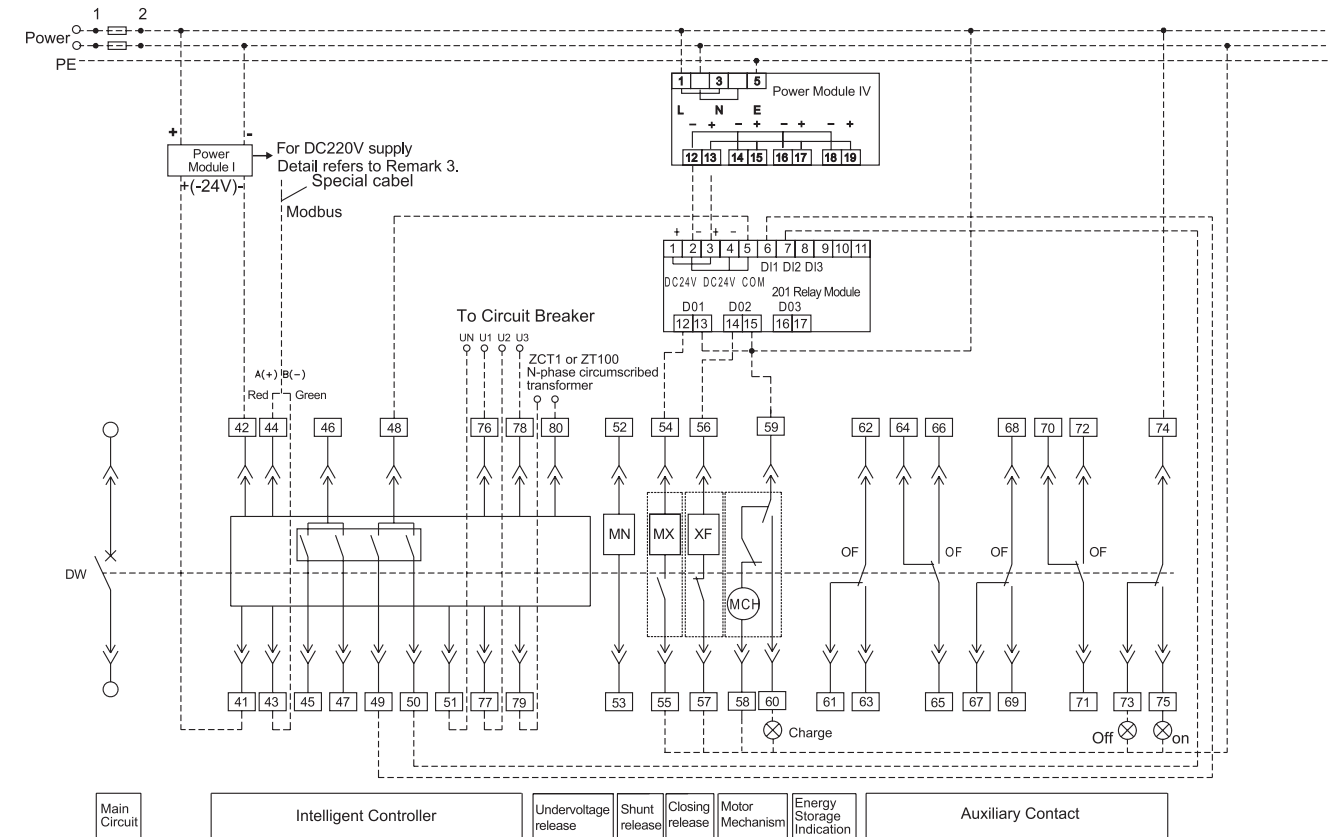 1 2
Power
PE
1 3 5
Power Module IV
L N E
− + − + − + − +
12 13 14 15 16 17 18 19
+ -
Power
Module I
+(-24V)-
For DC220V supply
Detail refers to Remark 3.
Special cabel
Modbus
+ − + −
1 2 3 4 5 6 7 8 9 10 11
DI1 DI2 DI3
DC24V DC24V COM
201 Relay Module
D01 D02 D03
12 13 14 15 16 17
To Circuit Breaker
UN U1 U2 U3
ZCT1 or ZT100
N-phase circumscribed
transformer
A(+) B(−)
Red Green
42 44 46 48 76 78 80 52 54 56 59 62 64 66 68 70 72 74
MN MX XF
OF OF OF OF
DW
MCH
41 43 45 47 49 50 51 77 79 53 55 57 58 60 61 63 65 67 69 71 73 75
Charge
Off on
Main
Circuit
Intelligent Controller
Undervoltage
release
Shunt
release
Closing
release
Motor
Mechanism
Energy
Storage
Indication
Auxiliary Contact